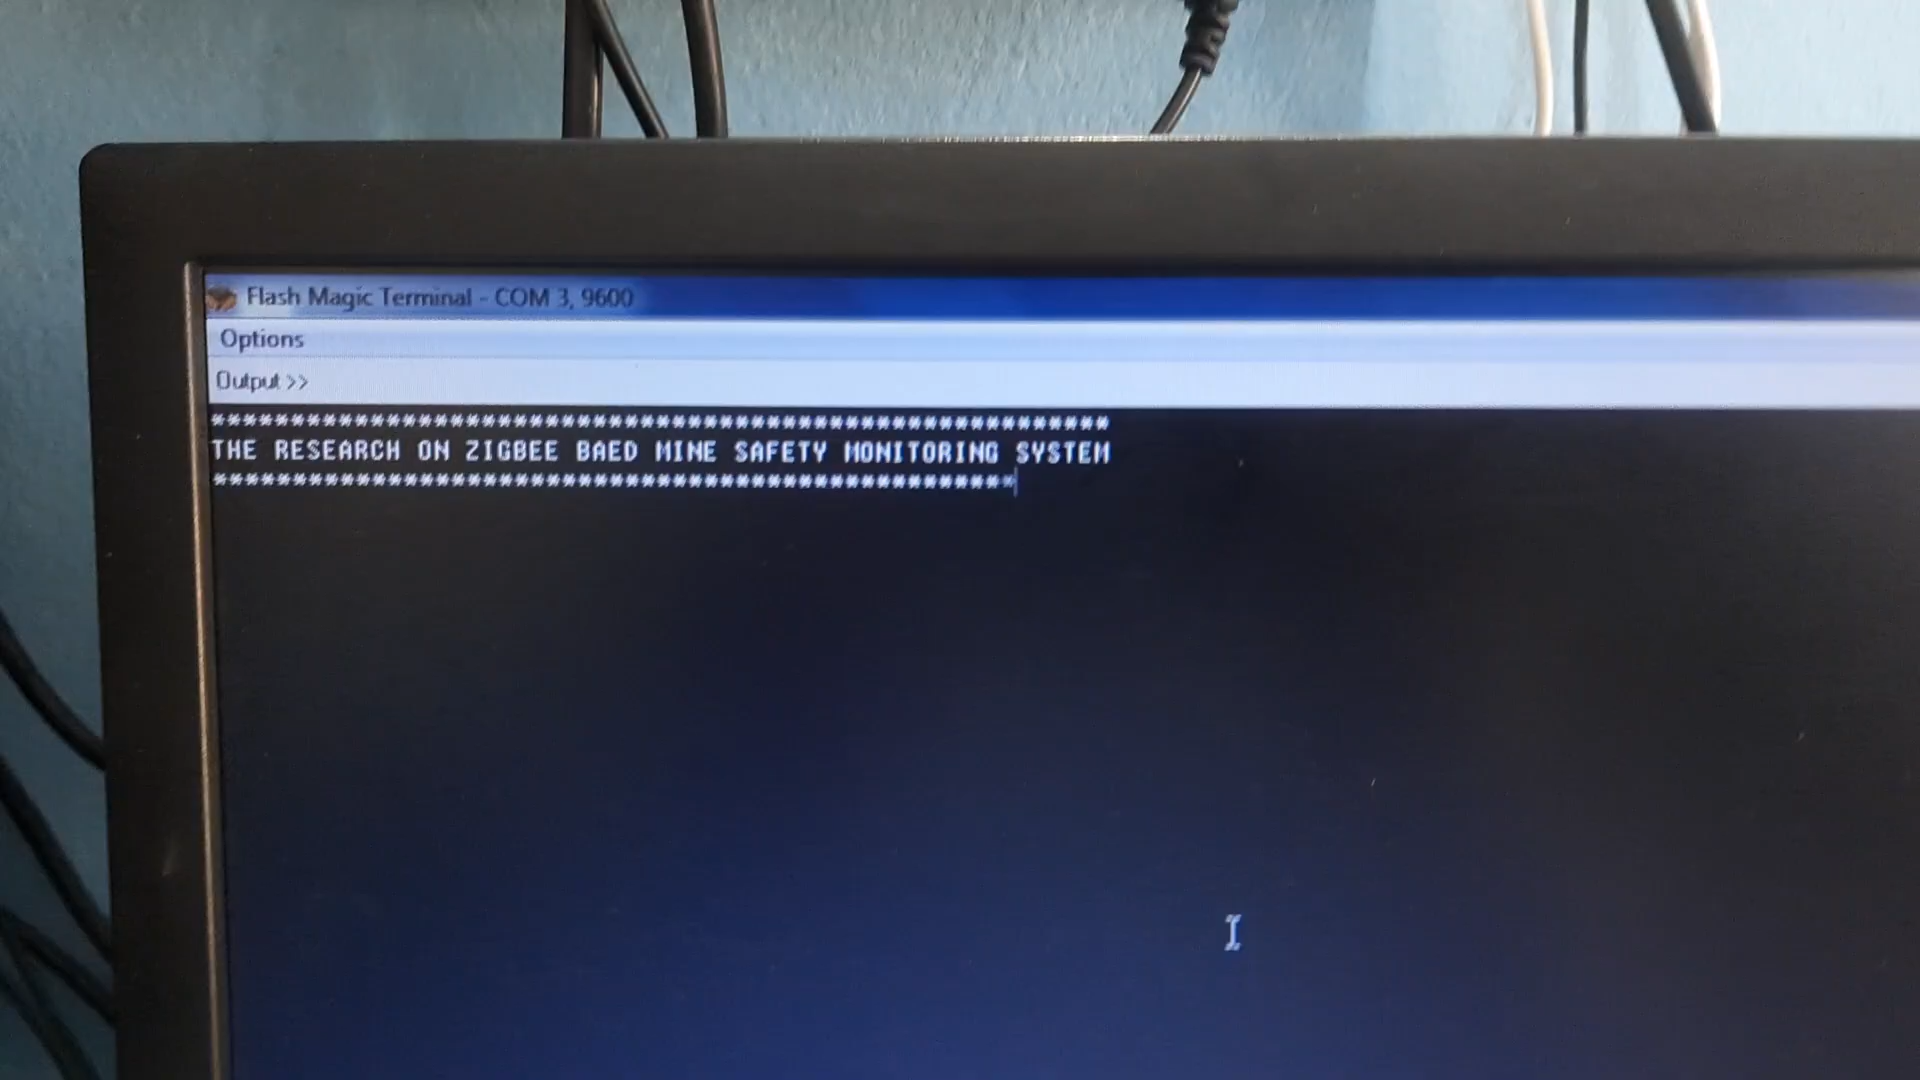 Flash Magic Terminal - COM 3, 9600
Options
Output >>
*********************************************************
THE RESEARCH ON ZIGBEE BAED MINE SAFETY MONITORING SYSTEM
***************************************************